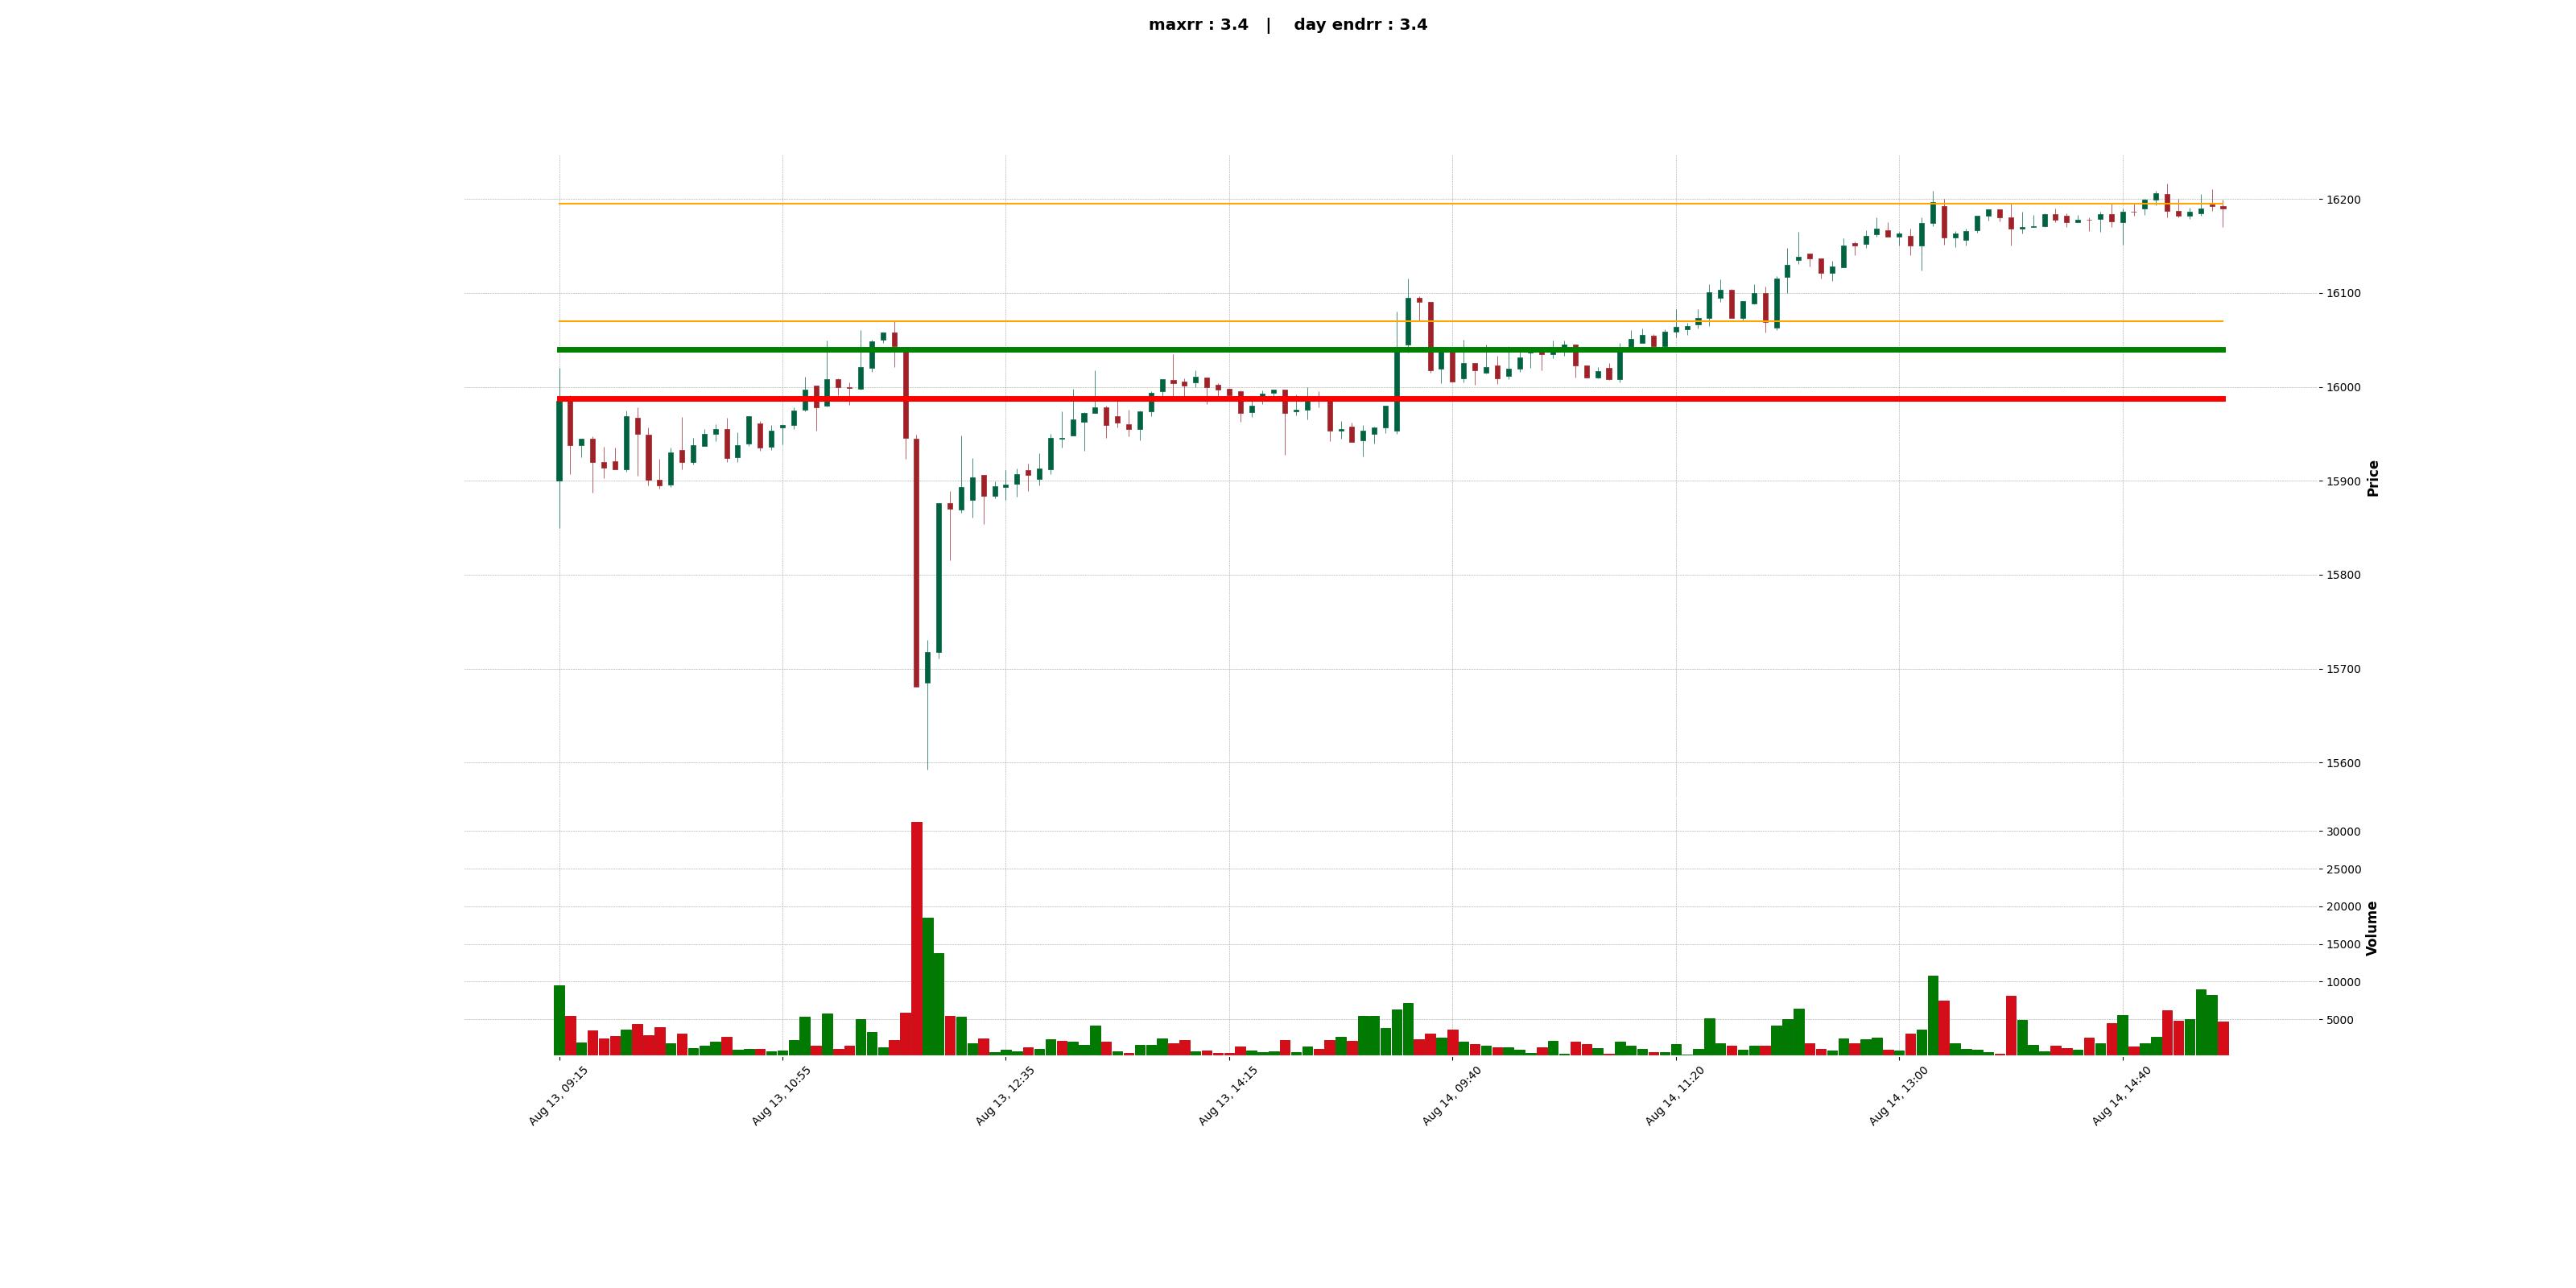 maxrr : 3.4 | day endrr : 3.4
16200
16100
16000
15900
15800
15700
15600
Price
30000
25000
20000
15000
10000
5000
Volume
Aug 13, 09:15
Aug 13, 10:55
Aug 13, 12:35
Aug 13, 14:15
Aug 14, 09:40
Aug 14, 11:20
Aug 14, 13:00
Aug 14, 14:40